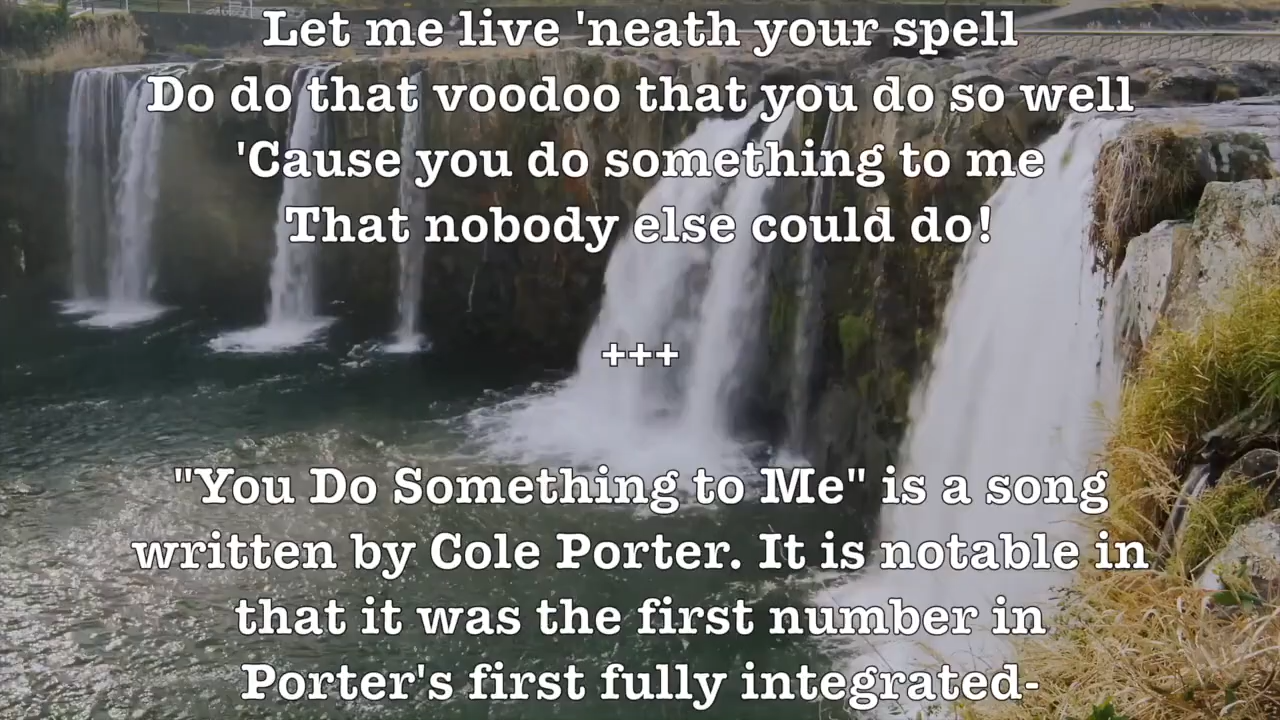 Let me live 'neath your spell
Do do that voodoo that you do so well
'Cause you do something to me
That nobody else could do!
+++
"You Do Something to Me" is a song
written by Cole Porter. It is notable in
that it was the first number in
Porter's first fully integrated-